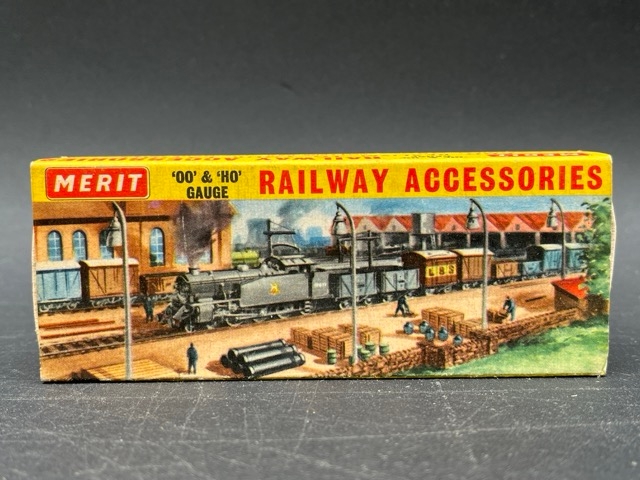 MERIT
'OO' & 'HO'
GAUGE
RAILWAY ACCESSORIES
L.B.S